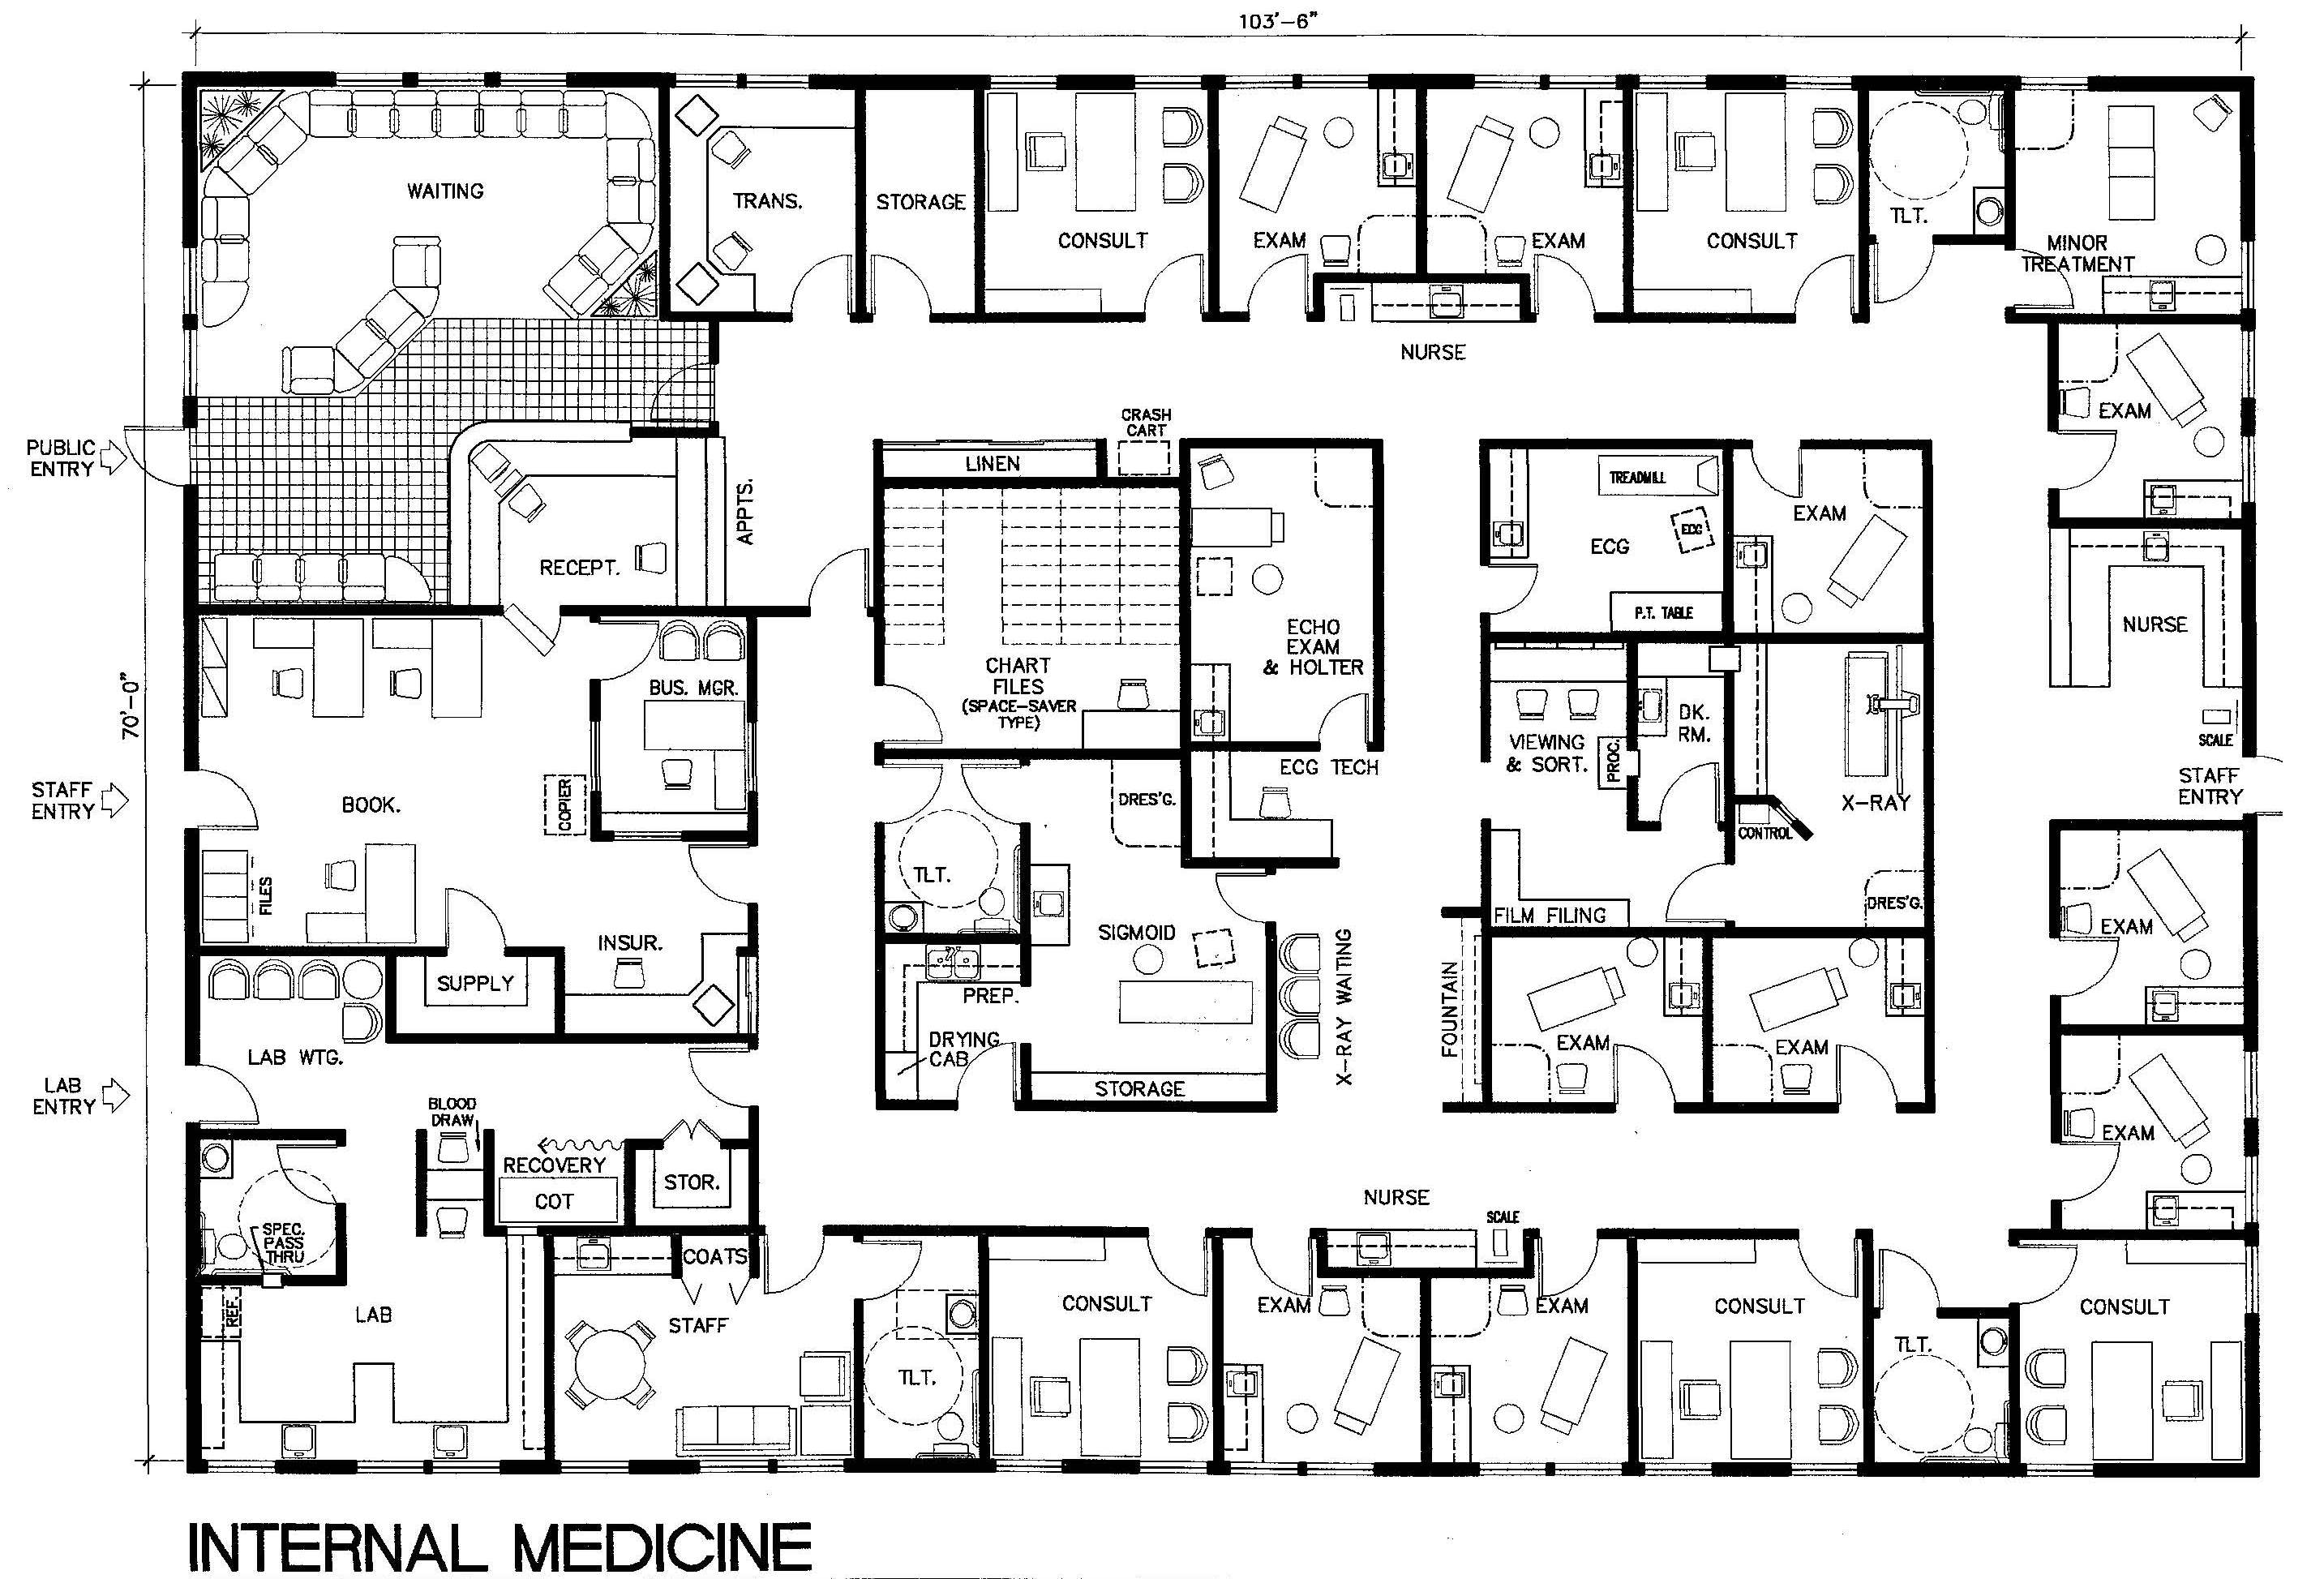 103'-6"
WAITING
TRANS.
STORAGE
CONSULT
EXAM
EXAM
CONSULT
TLT.
MINOR
TREATMENT
NURSE
EXAM
PUBLIC
ENTRY
CRASH
CART
LINEN
APPTS.
RECEPT.
TREADMILL
ECG
ECG
P.T. TABLE
EXAM
NURSE
SCALE
STAFF
ENTRY
70'-0"
BUS. MGR.
CHART
FILES
(SPACE-SAVER
TYPE)
ECHO
EXAM
& HOLTER
ECG TECH
VIEWING
& SORT.
PROC.
DK.
RM.
X-RAY
CONTROL
DRES'G.
FILM FILING
STAFF
ENTRY
BOOK.
COPIER
FILES
INSUR.
SUPPLY
TLT.
DRES'G.
SIGMOID
PREP.
DRYING
CAB
STORAGE
X-RAY WAITING
FOUNTAIN
EXAM
EXAM
EXAM
EXAM
LAB WTG.
LAB
ENTRY
BLOOD
DRAW
RECOVERY
COT
STOR.
SPEC.
PASS
THRU
REF.
LAB
COATS
STAFF
TLT.
CONSULT
NURSE
SCALE
EXAM
EXAM
CONSULT
TLT.
CONSULT
INTERNAL MEDICINE